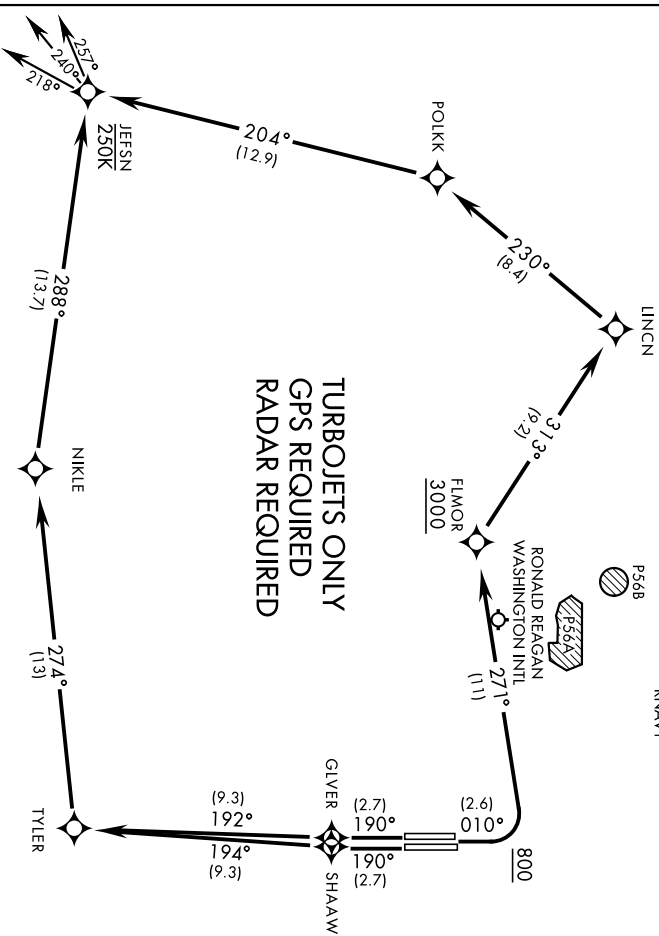 257°
240°
218°
JEFSN
250K
204°
(12.9)
POLKK
230°
(8.4)
LINCN
313°
(9.2)
FLMOR
3000
P56B
P56A
RONALD REAGAN
WASHINGTON INTL
271°
(11)
TURBOJETS ONLY
GPS REQUIRED
RADAR REQUIRED
288°
(13.7)
NIKLE
274°
(13)
TYLER
(9.3)
192°
194°
(9.3)
GLVER
SHAAW
(2.7)
190°
190°
(2.7)
(2.6)
010°
800